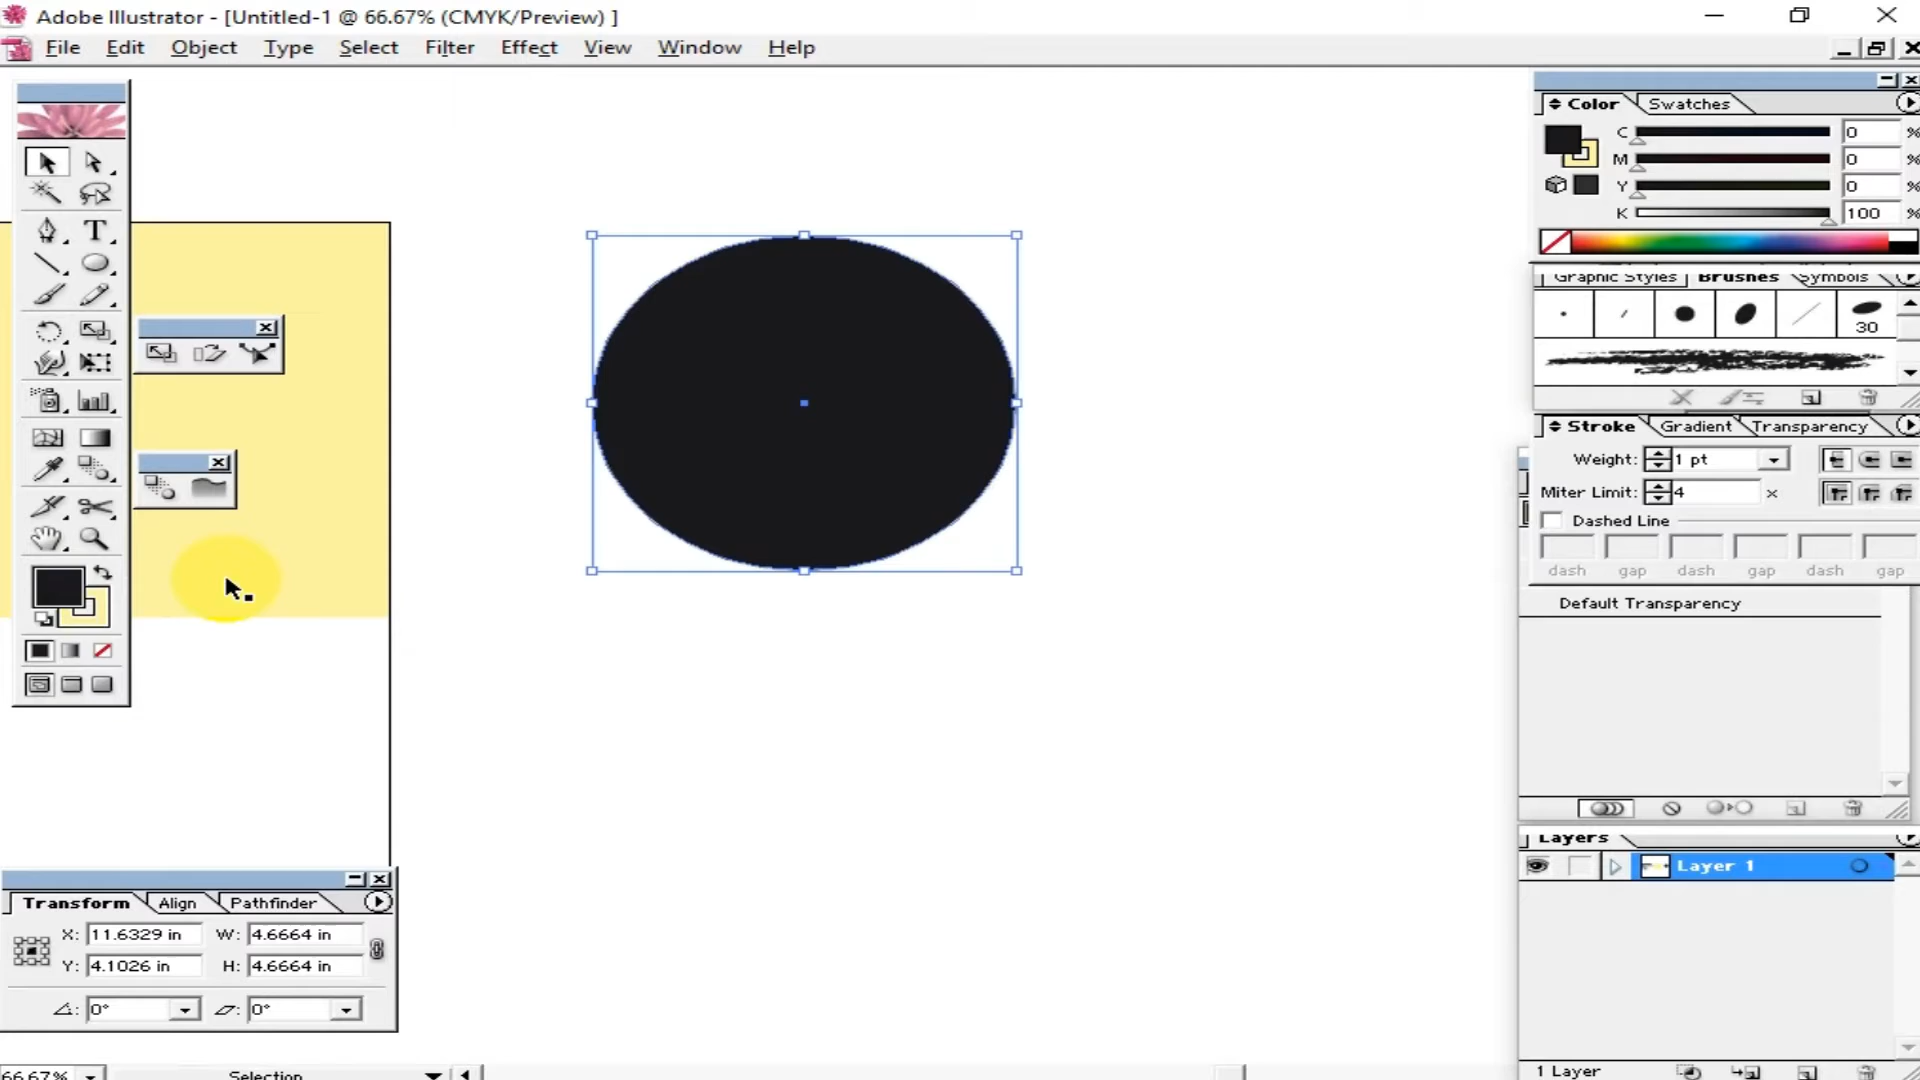 Adobe Illustrator - [Untitled-1 @ 66.67% (CMYK/Preview) ]
File Edit Object Type Select Filter Effect View Window Help
Color Swatches
C 0 %
M 0 %
Y 0 %
K 100 %
Graphic Styles Brushes Symbols
30
Stroke Gradient Transparency
Weight: 1 pt
Miter Limit: 4 x
Dashed Line
dash gap dash gap dash gap
Default Transparency
Layers
Layer 1
1 Layer
Transform Align Pathfinder
X: 11.6329 in W: 4.6664 in
Y: 4.1026 in H: 4.6664 in
0° 0°
66.67% Selection